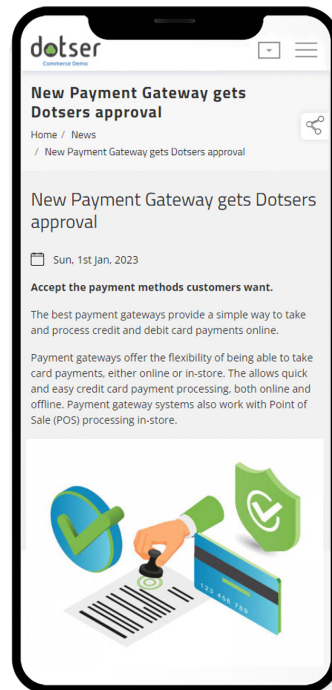 dotser
Commerce Demo
New Payment Gateway gets
Dotsers approval
Home / News
/ New Payment Gateway gets Dotsers approval
New Payment Gateway gets Dotsers
approval
Sun, 1st Jan, 2023
Accept the payment methods customers want.
The best payment gateways provide a simple way to take
and process credit and debit card payments online.
Payment gateways offer the flexibility of being able to take
card payments, either online or in-store. The allows quick
and easy credit card payment processing, both online and
offline. Payment gateway systems also work with Point of
Sale (POS) processing in-store.
123 456 789